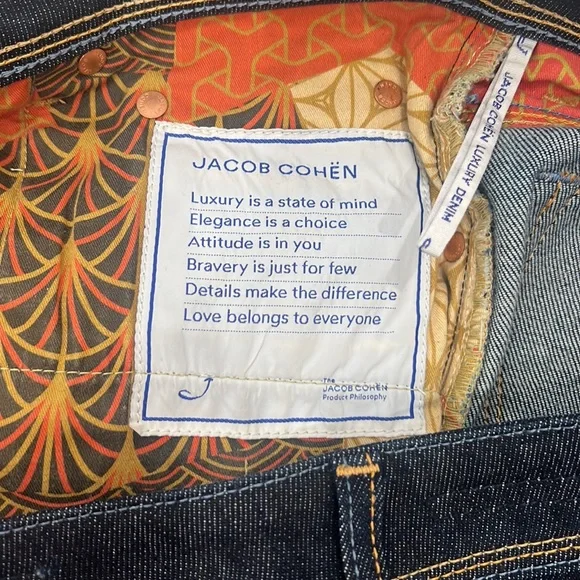 JACOB COHËN
Luxury is a state of mind
Elegance is a choice
Attitude is in you
Bravery is just for few
Details make the difference
Love belongs to everyone
The
JACOB COHËN
Product Philosophy
JACOB COHËN LUXURY DENIM